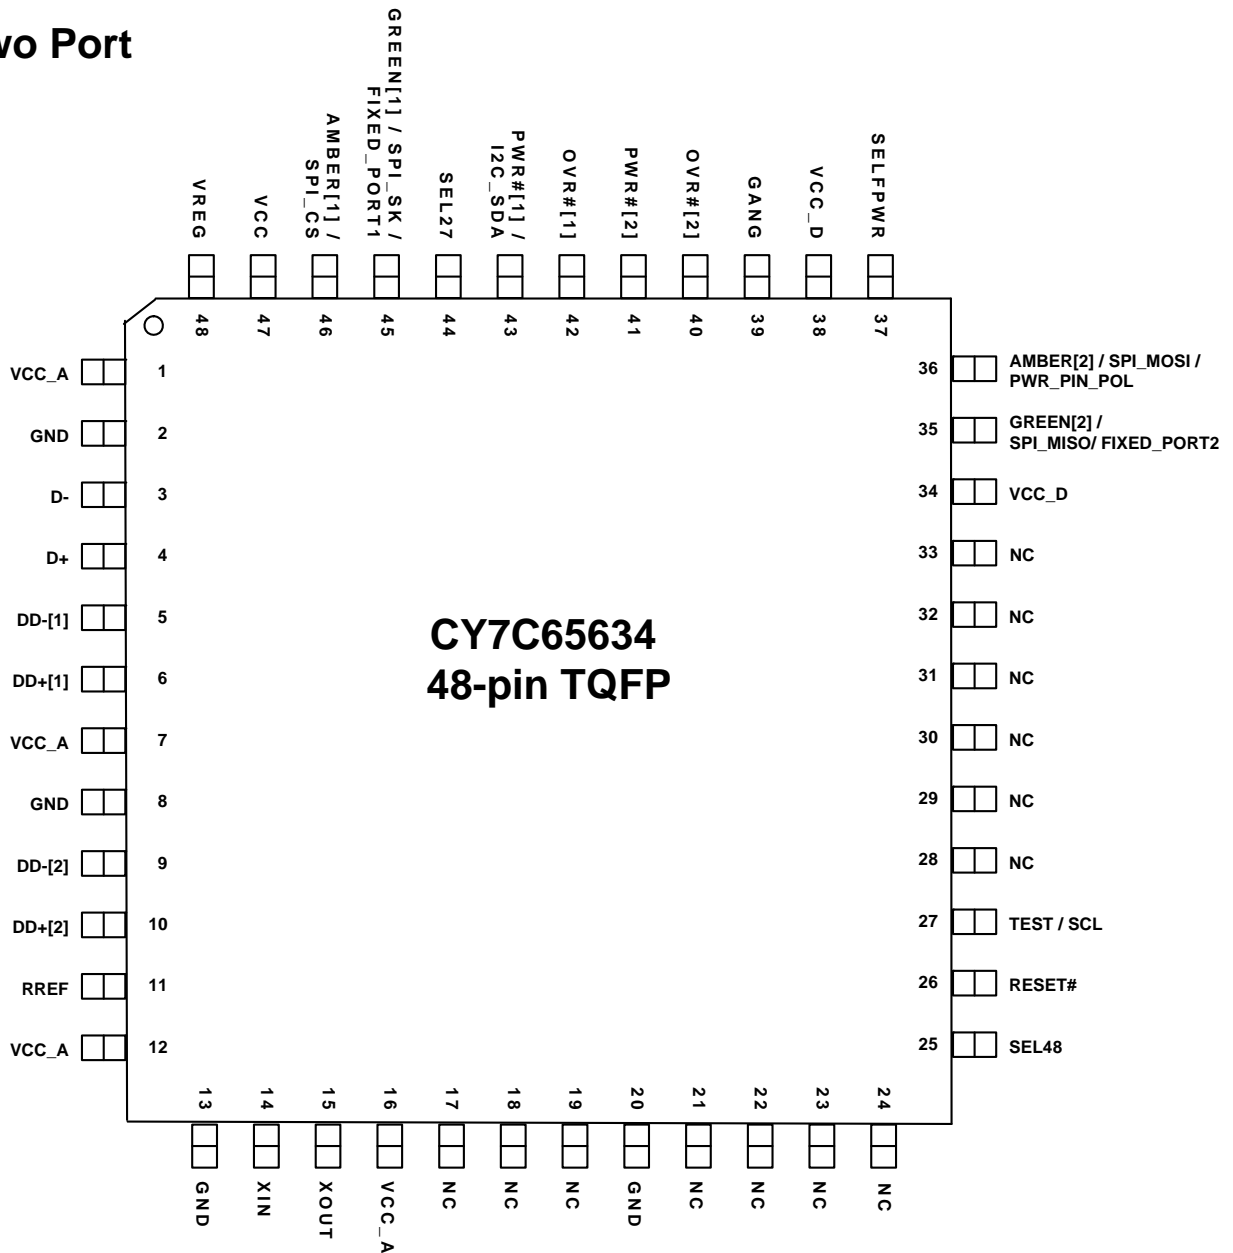 wo Port
VREG
VCC
AMBER[1] /
SPI_CS
GREEN[1] / SPI_SK /
FIXED_PORT1
SEL27
PWR#[1] /
I2C_SDA
OVR#[1]
PWR#[2]
OVR#[2]
GANG
VCC_D
SELFPWR
48
47
46
45
44
43
42
41
40
39
38
37
VCC_A 1
GND 2
D- 3
D+ 4
DD-[1] 5
DD+[1] 6
VCC_A 7
GND 8
DD-[2] 9
DD+[2] 10
RREF 11
VCC_A 12
CY7C65634
48-pin TQFP
36 AMBER[2] / SPI_MOSI /
PWR_PIN_POL
35 GREEN[2] /
SPI_MISO/ FIXED_PORT2
34 VCC_D
33 NC
32 NC
31 NC
30 NC
29 NC
28 NC
27 TEST / SCL
26 RESET#
25 SEL48
13
14
15
16
17
18
19
20
21
22
23
24
GND
XIN
XOUT
VCC_A
NC
NC
NC
GND
NC
NC
NC
NC